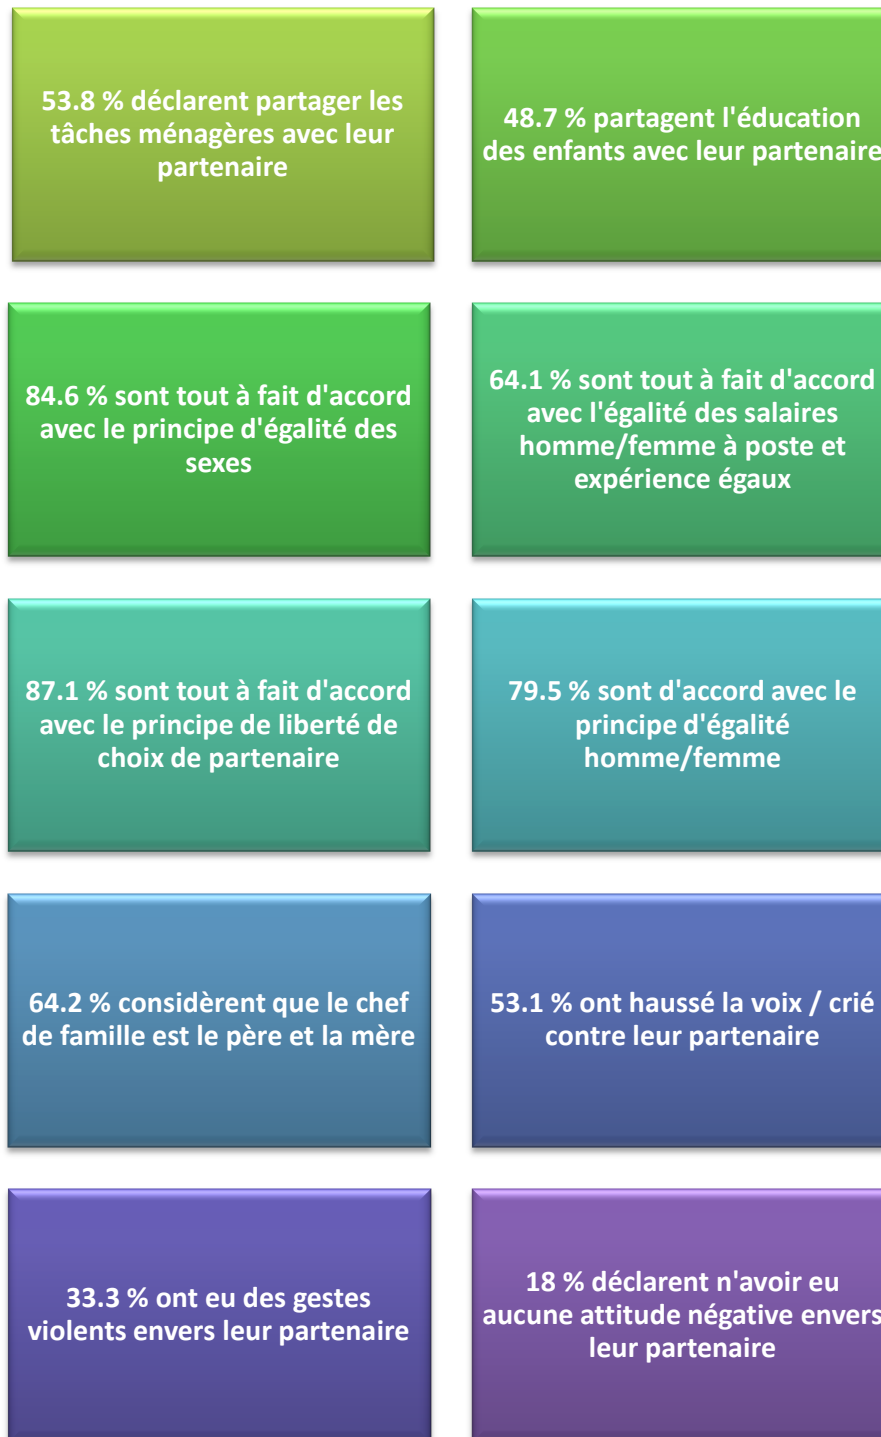 53.8 % déclarent partager les
tâches ménagères avec leur
partenaire
48.7 % partagent l'éducation
des enfants avec leur partenaire
84.6 % sont tout à fait d'accord
avec le principe d'égalité des
sexes
64.1 % sont tout à fait d'accord
avec l'égalité des salaires
homme/femme à poste et
expérience égaux
87.1 % sont tout à fait d'accord
avec le principe de liberté de
choix de partenaire
79.5 % sont d'accord avec le
principe d'égalité
homme/femme
64.2 % considèrent que le chef
de famille est le père et la mère
53.1 % ont haussé la voix / crié
contre leur partenaire
33.3 % ont eu des gestes
violents envers leur partenaire
18 % déclarent n'avoir eu
aucune attitude négative envers
leur partenaire